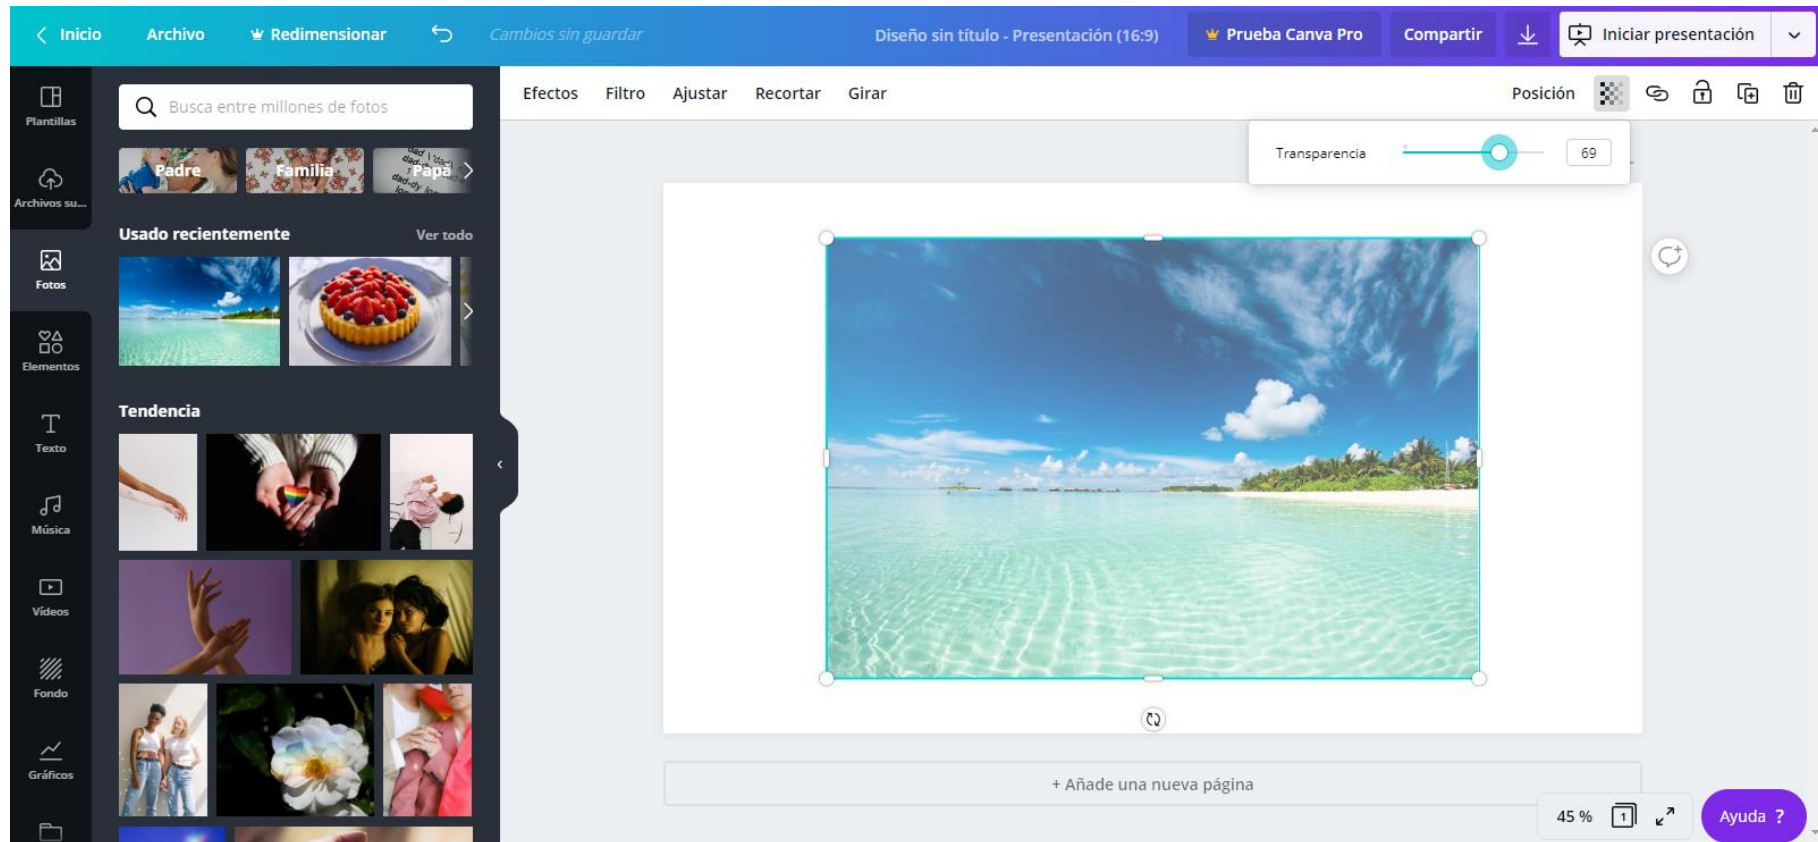 Inicio
Archivo
Redimensionar
Cambios sin guardar
Diseño sin título - Presentación (16:9)
Prueba Canva Pro
Compartir
Iniciar presentación
Plantillas
Archivos su...
Fotos
Elementos
Texto
Música
Vídeos
Fondo
Gráficos
Busca entre millones de fotos
Padre
Familia
Papá
Usado recientemente
Ver todo
Tendencia
Efectos
Filtro
Ajustar
Recortar
Girar
Posición
Transparencia
69
+ Añade una nueva página
45 %
1
Ayuda ?